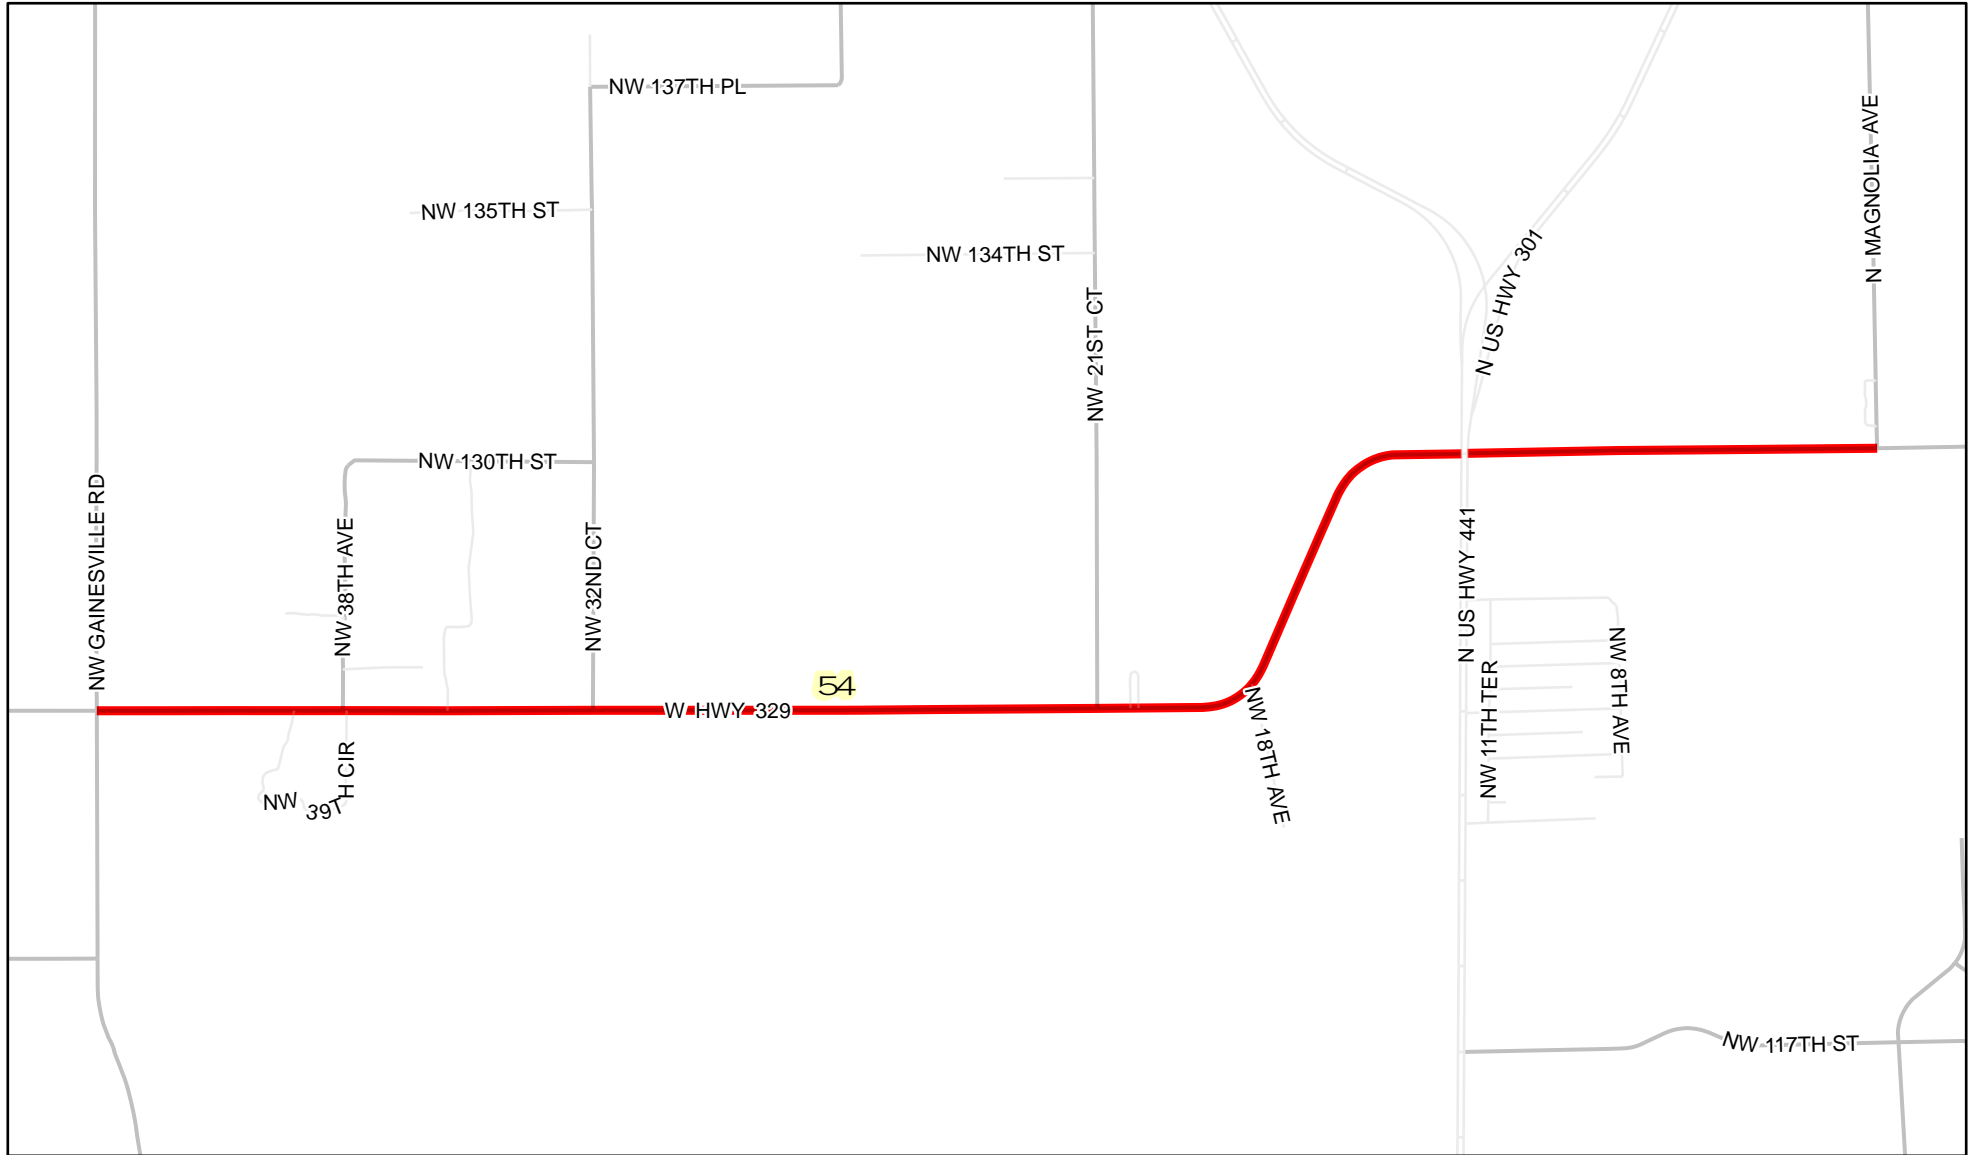 NW 137TH PL
N MAGNOLIA AVE
NW 135TH ST
NW 134TH ST
N US HWY 301
NW 21ST CT
NW 130TH ST
NW GAINESVILLE RD
NW 38TH AVE
NW 32ND CT
N US HWY 441
NW 11TH TER
NW 8TH AVE
54
W HWY 329
NW 18TH AVE
NW 39TH CIR
NW 117TH ST